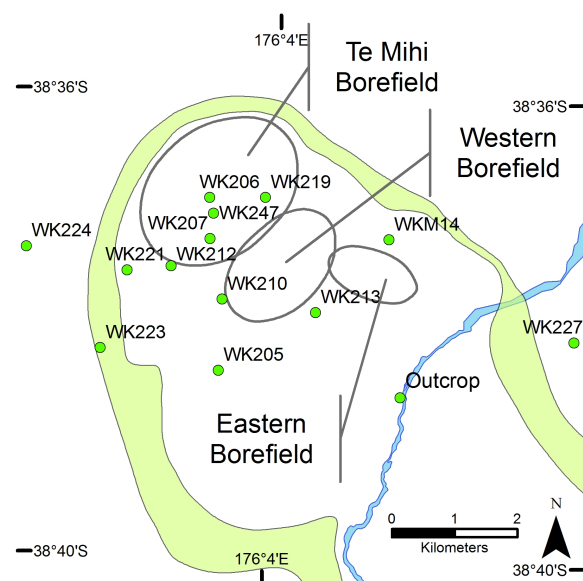 176°4'E
Te Mihi
Borefield
38°36'S
38°36'S
Western
Borefield
WK206
WK219
WK247
WK207
WKM14
WK224
WK221
WK212
WK210
WK213
WK223
WK227
WK205
Outcrop
Eastern
Borefield
N
0 1 2
Kilometers
38°40'S
176°4'E
38°40'S